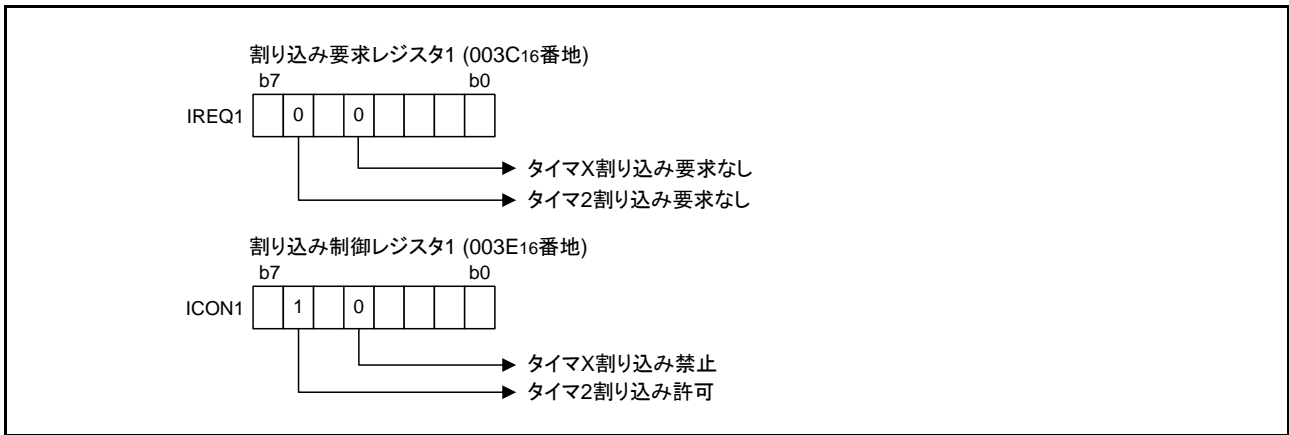 割り込み要求レジスタ1 (003C16番地)
b7 b0
IREQ1 0 0
タイマX割り込み要求なし
タイマ2割り込み要求なし
割り込み制御レジスタ1 (003E16番地)
b7 b0
ICON1 1 0
タイマX割り込み禁止
タイマ2割り込み許可